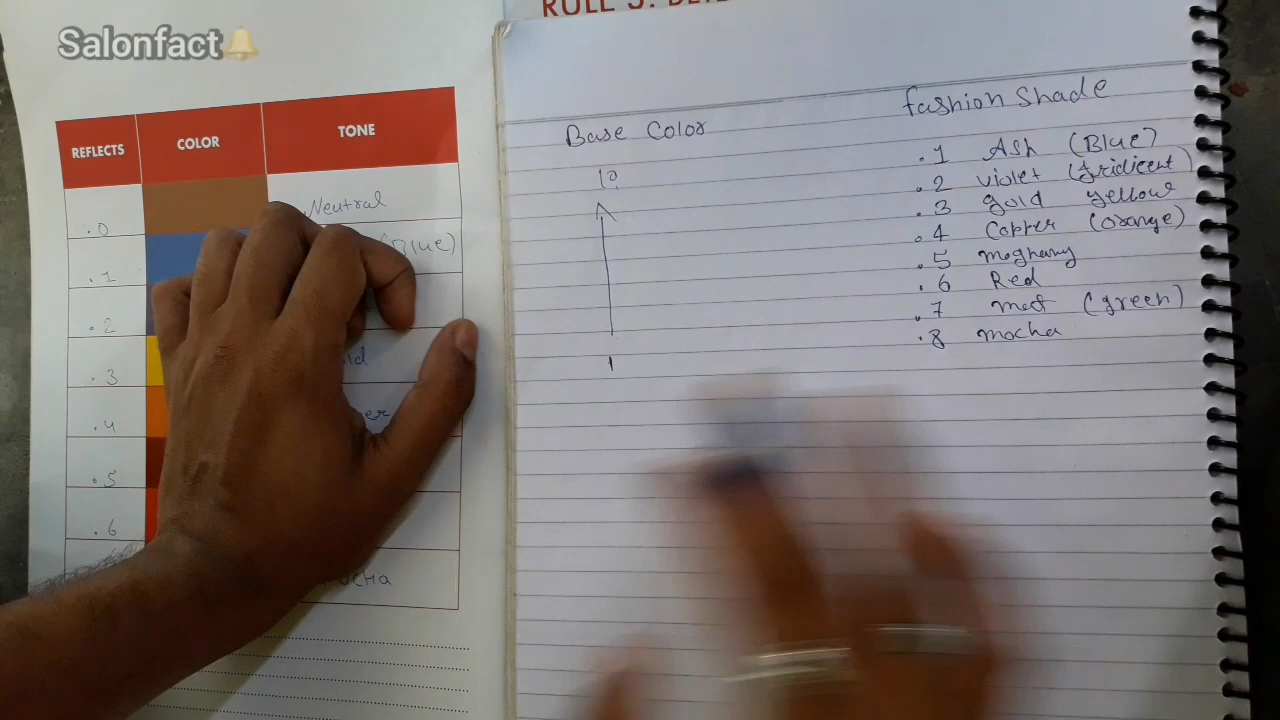 Salonfact🔔
REFLECTS COLOR TONE
.0 Neutral
.1 (Blue)
.2
.3
.4
.5
.6
Base Color
10
1
fashion Shade
.1 Ash (Blue)
.2 violet
.3 gold yellow
.4 Copper (orange)
.5 moghany
.6 Red
.7 mat (green)
.8 mocha